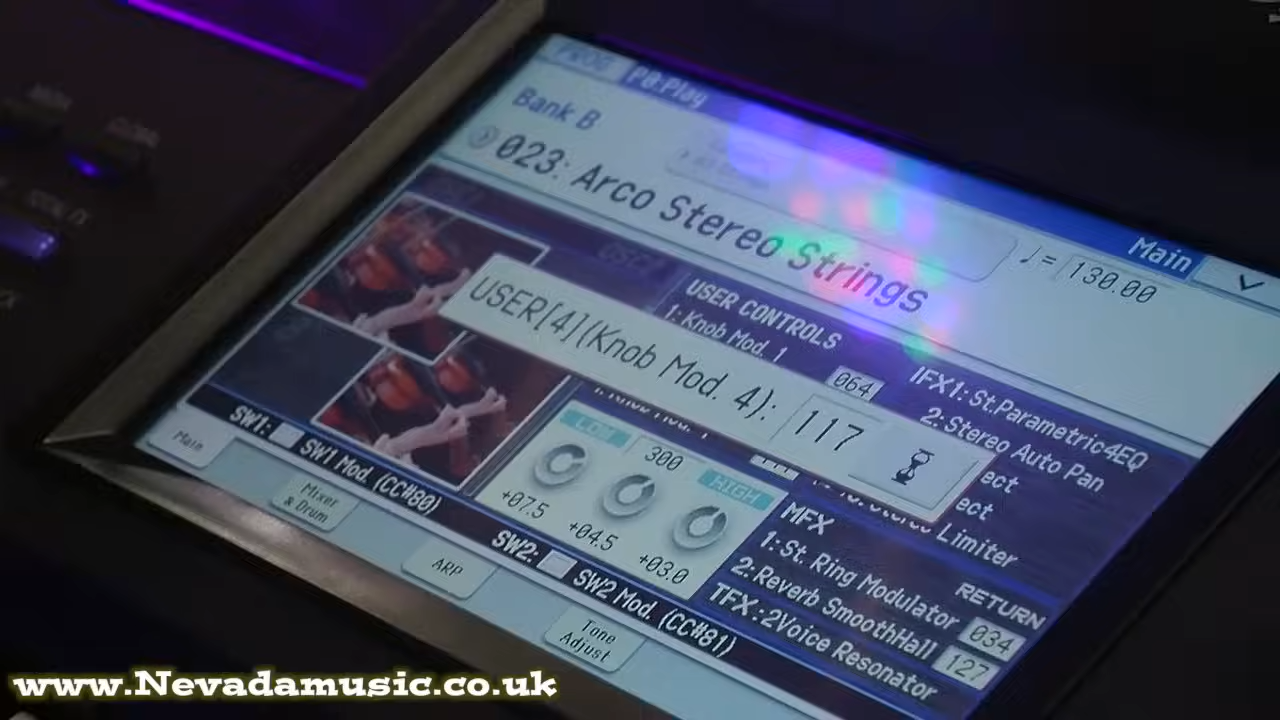 PROG
P0:Play
Main
Bank B
023: Arco Stereo Strings
♩= 130.00
USER CONTROLS
1: Knob Mod. 1
064
USER[4](Knob Mod. 4): 117
IFX1: St.Parametric4EQ
2: Stereo Auto Pan
ect
ect
Limiter
LOW
300
HIGH
+07.5
+04.5
+03.0
MFX
1: St. Ring Modulator
2: Reverb SmoothHall
TFX :2Voice Resonator
RETURN
034
127
SW1: SW1 Mod. (CC#80)
SW2: SW2 Mod. (CC#81)
Main
Mixer
& Drum
ARP
Tone
Adjust
www.Nevadamusic.co.uk